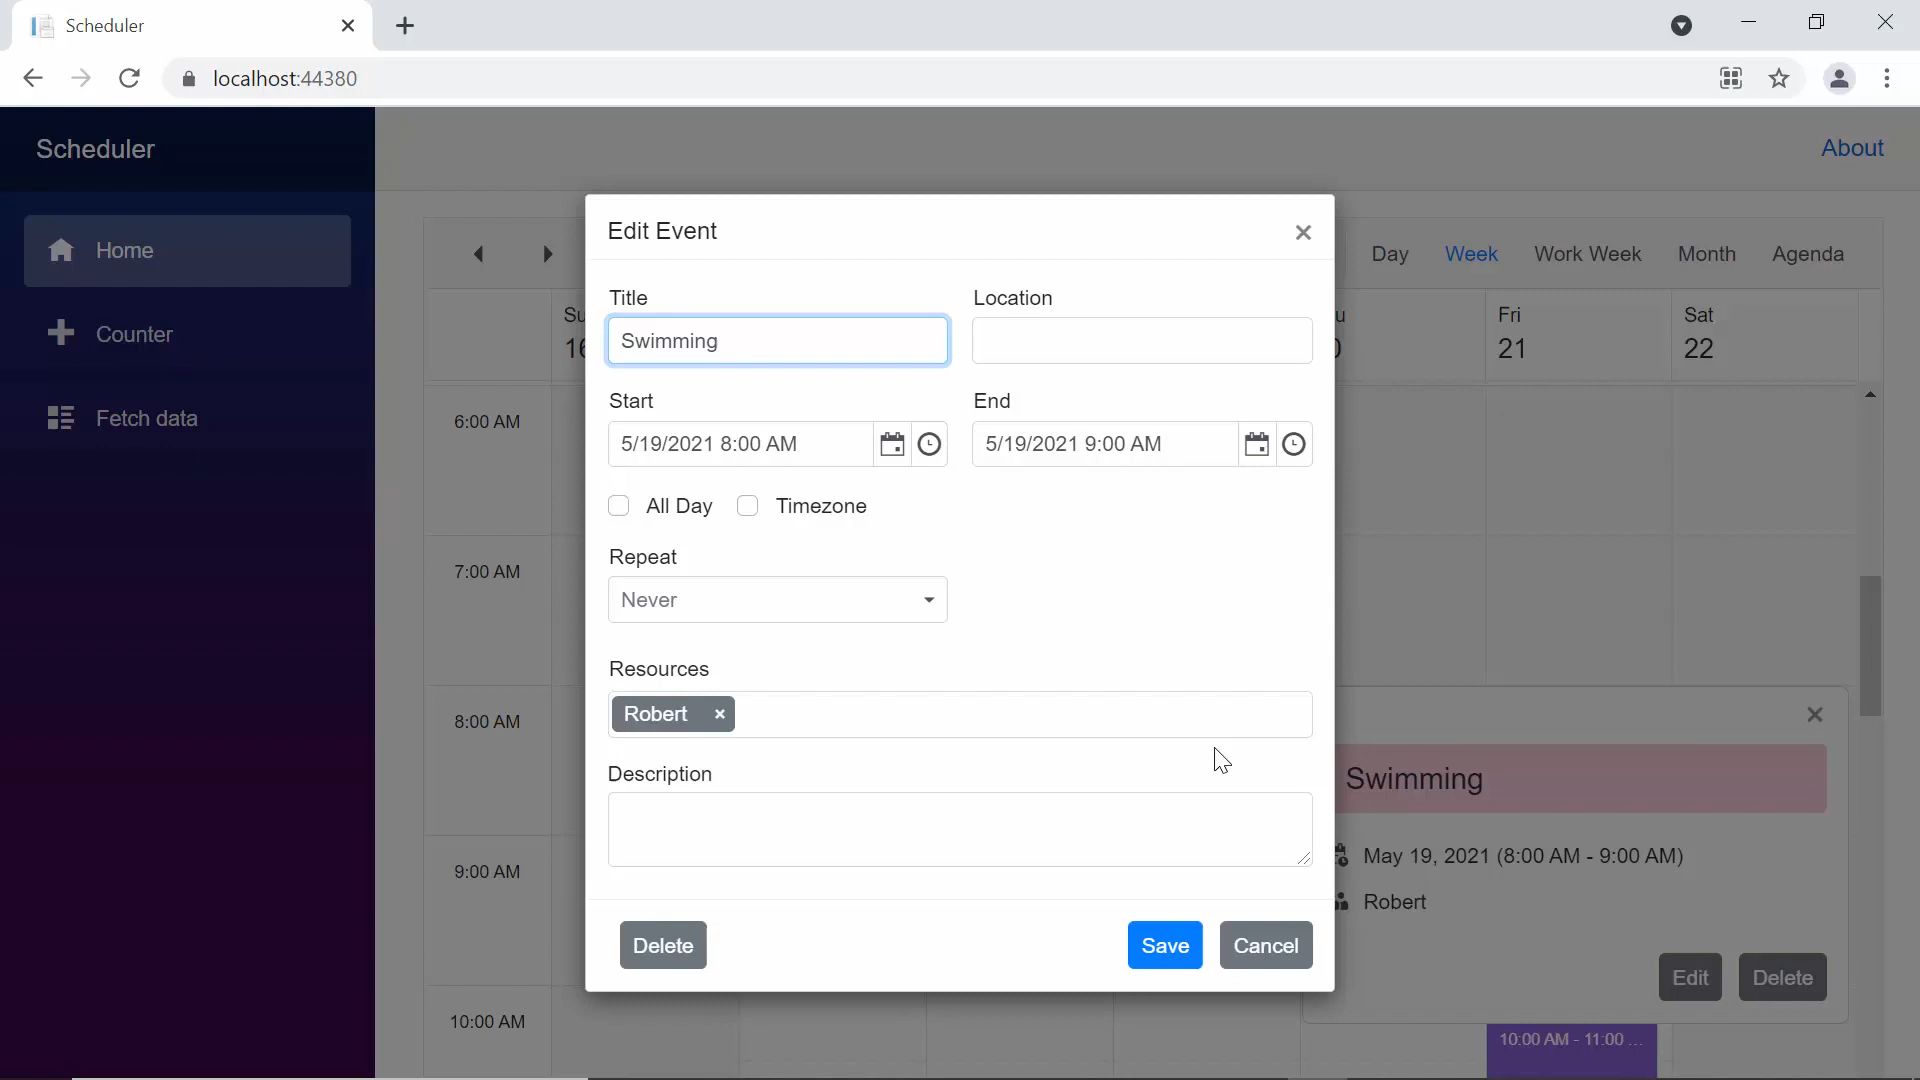 Scheduler
localhost:44380
Scheduler
About
Home
Counter
Fetch data
Day Week Work Week Month Agenda
Su
16
u
0
Fri
21
Sat
22
6:00 AM
7:00 AM
8:00 AM
9:00 AM
10:00 AM
Edit Event
Title
Swimming
Location
Start
5/19/2021 8:00 AM
End
5/19/2021 9:00 AM
All Day
Timezone
Repeat
Never
Resources
Robert
Description
Delete
Save
Cancel
Swimming
May 19, 2021 (8:00 AM - 9:00 AM)
Robert
Edit
Delete
10:00 AM - 11:00 ...